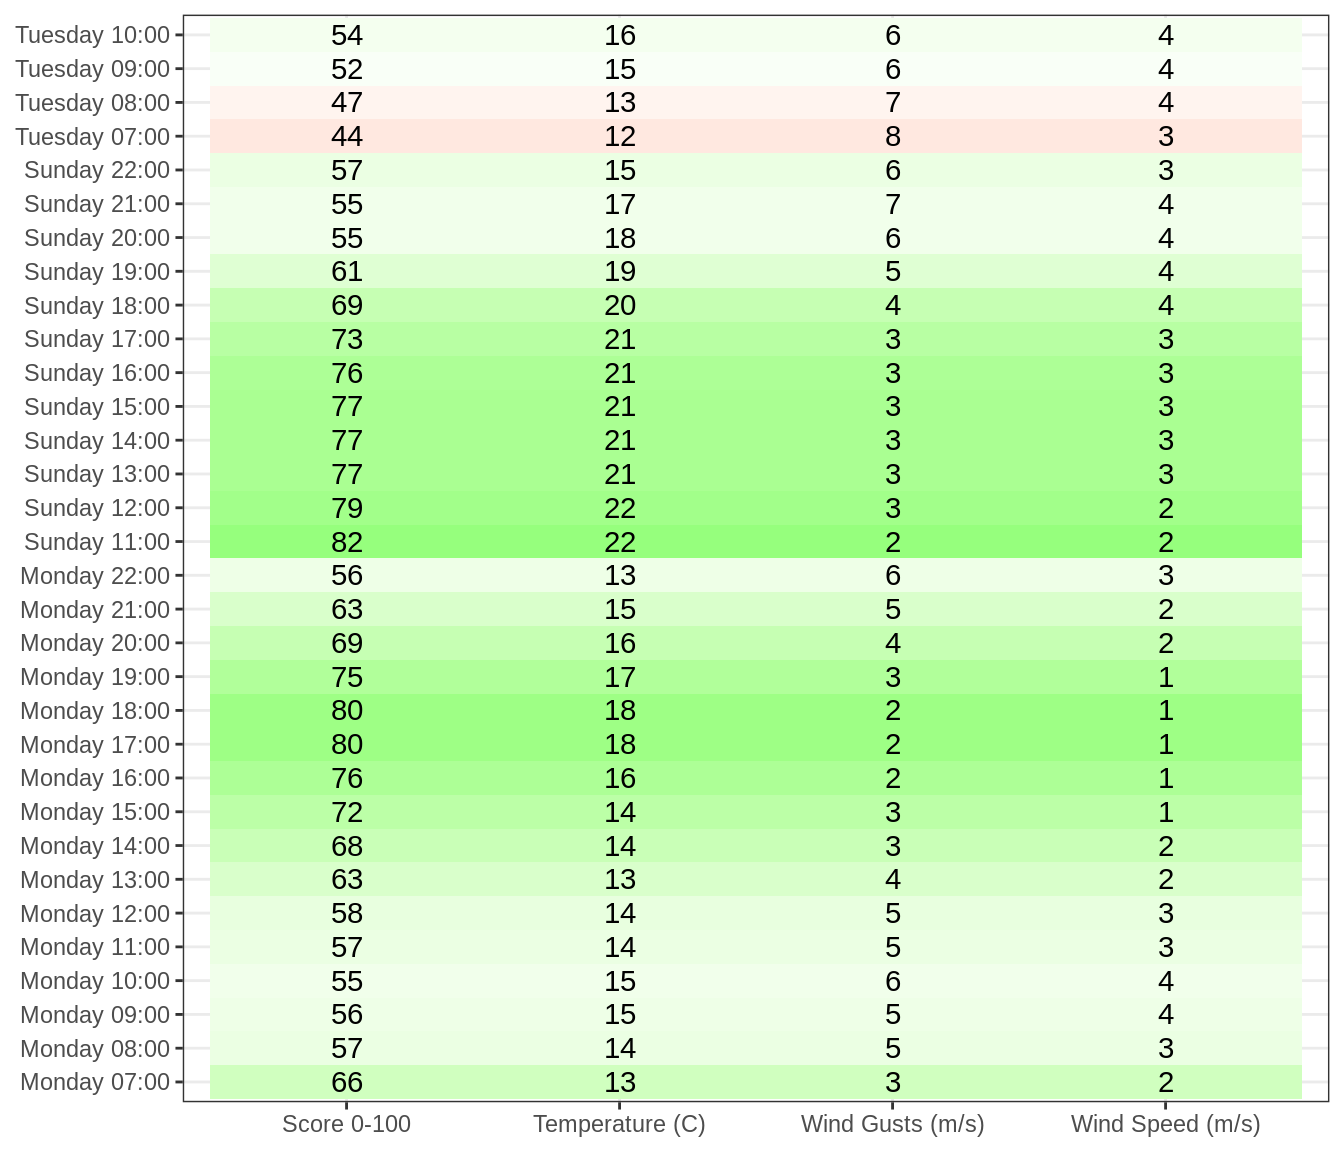 Tuesday 10:00 54 16 6 4
Tuesday 09:00 52 15 6 4
Tuesday 08:00 47 13 7 4
Tuesday 07:00 44 12 8 3
Sunday 22:00 57 15 6 3
Sunday 21:00 55 17 7 4
Sunday 20:00 55 18 6 4
Sunday 19:00 61 19 5 4
Sunday 18:00 69 20 4 4
Sunday 17:00 73 21 3 3
Sunday 16:00 76 21 3 3
Sunday 15:00 77 21 3 3
Sunday 14:00 77 21 3 3
Sunday 13:00 77 21 3 3
Sunday 12:00 79 22 3 2
Sunday 11:00 82 22 2 2
Monday 22:00 56 13 6 3
Monday 21:00 63 15 5 2
Monday 20:00 69 16 4 2
Monday 19:00 75 17 3 1
Monday 18:00 80 18 2 1
Monday 17:00 80 18 2 1
Monday 16:00 76 16 2 1
Monday 15:00 72 14 3 1
Monday 14:00 68 14 3 2
Monday 13:00 63 13 4 2
Monday 12:00 58 14 5 3
Monday 11:00 57 14 5 3
Monday 10:00 55 15 6 4
Monday 09:00 56 15 5 4
Monday 08:00 57 14 5 3
Monday 07:00 66 13 3 2
Score 0-100 Temperature (C) Wind Gusts (m/s) Wind Speed (m/s)